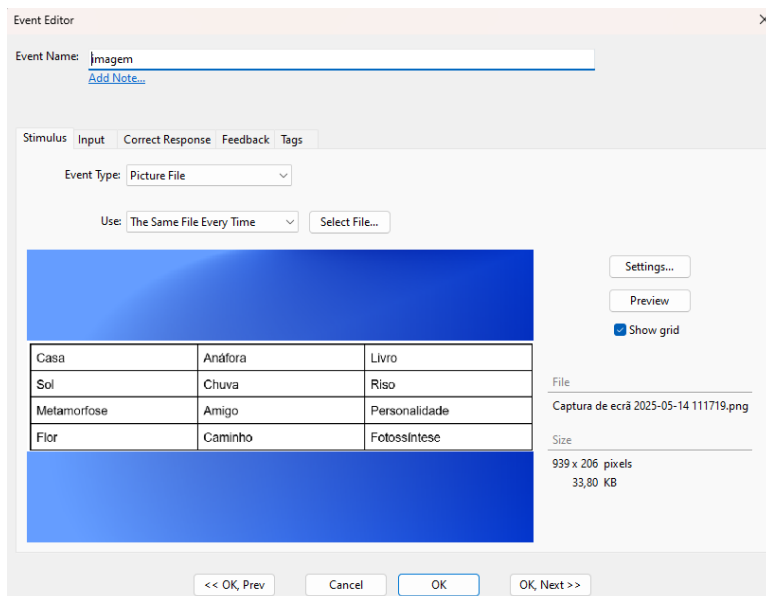 Event Editor
Event Name: imagem
Add Note...
Stimulus Input Correct Response Feedback Tags
Event Type: Picture File
Use: The Same File Every Time Select File...
Settings...
Preview
Show grid
Casa Anáfora Livro
Sol Chuva Riso
Metamorfose Amigo Personalidade
Flor Caminho Fotossíntese
File
Captura de ecrã 2025-05-14 111719.png
Size
939 x 206 pixels
33,80 KB
<< OK, Prev Cancel OK OK, Next >>